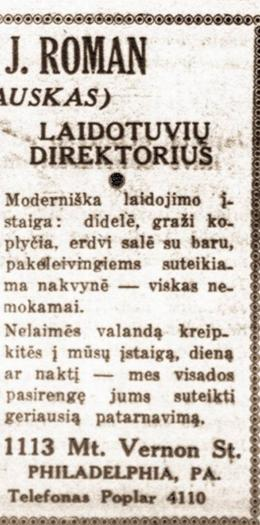 J. ROMAN
AUSKAS)
LAIDOTUVIŲ
DIREKTORIUS
Moderniška laidojimo į-
staiga: didelė, graži ko-
plyčia, erdvi salė su baru,
pakeleivingiems suteikia-
ma nakvynė — viskas ne-
mokamai.
Nelaimės valandą kreip-
kitės į mūsų įstaigą, dieną
ar naktį — mes visados
pasirengę jums suteikti
geriausią patarnavimą.
1113 Mt. Vernon St.
PHILADELPHIA, PA.
Telefonas Poplar 4110